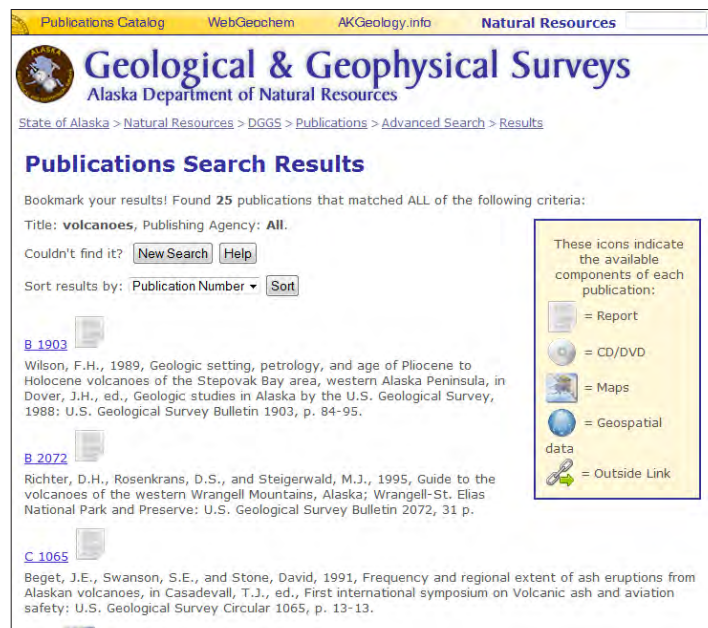 Publications Catalog WebGeochem AKGeology.info Natural Resources
ALASKA
Geological & Geophysical Surveys
Alaska Department of Natural Resources
State of Alaska > Natural Resources > DGGS > Publications > Advanced Search > Results
Publications Search Results
Bookmark your results! Found 25 publications that matched ALL of the following criteria:
Title: volcanoes, Publishing Agency: All.
Couldn't find it? New Search Help
Sort results by: Publication Number Sort
B 1903
Wilson, F.H., 1989, Geologic setting, petrology, and age of Pliocene to
Holocene volcanoes of the Stepovak Bay area, western Alaska Peninsula, in
Dover, J.H., ed., Geologic studies in Alaska by the U.S. Geological Survey,
1988: U.S. Geological Survey Bulletin 1903, p. 84-95.
B 2072
Richter, D.H., Rosenkrans, D.S., and Steigerwald, M.J., 1995, Guide to the
volcanoes of the western Wrangell Mountains, Alaska; Wrangell-St. Elias
National Park and Preserve: U.S. Geological Survey Bulletin 2072, 31 p.
C 1065
Beget, J.E., Swanson, S.E., and Stone, David, 1991, Frequency and regional extent of ash eruptions from
Alaskan volcanoes, in Casadevall, T.J., ed., First international symposium on Volcanic ash and aviation
safety: U.S. Geological Survey Circular 1065, p. 13-13.
These icons indicate
the available
components of each
publication:
= Report
= CD/DVD
= Maps
= Geospatial
data
= Outside Link